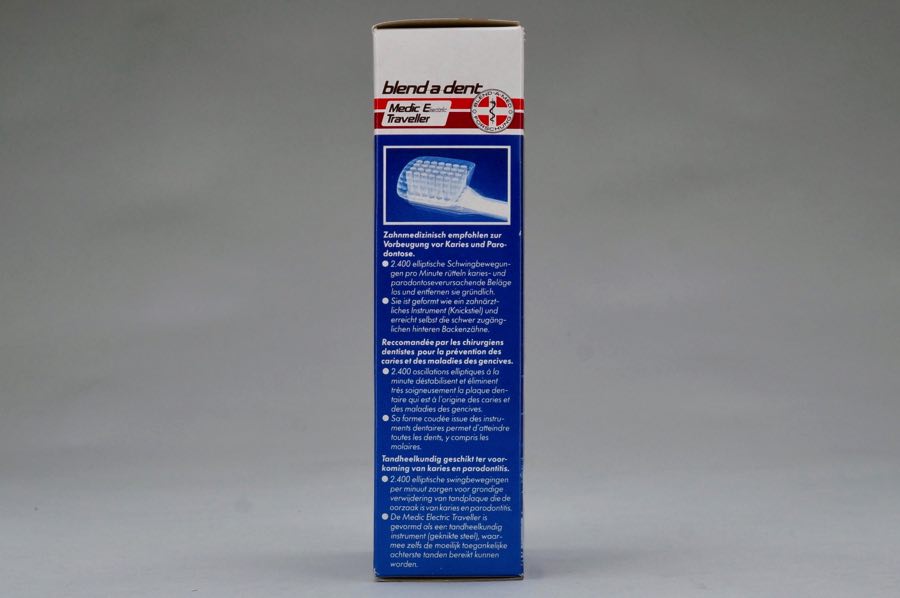 blend-a-dent
Medic Electric
Traveller
BLEND-A-MED
FORSCHUNG
Zahnmedizinisch empfohlen zur
Vorbeugung vor Karies und Paro-
dontose.
● 2.400 elliptische Schwingbewegun-
gen pro Minute rütteln karies- und
parodontoseverursachende Beläge
los und entfernen sie gründlich.
● Sie ist geformt wie ein zahnärzt-
liches Instrument (Knickstiel) und
erreicht selbst die schwer zugäng-
lichen hinteren Backenzähne.
Reccomandée par les chirurgiens
dentistes pour la prévention des
caries et des maladies des gencives.
● 2.400 oscillations elliptiques à la
minute déstabilisent et éliminent
très soigneusement la plaque den-
taire qui est à l'origine des caries et
des maladies des gencives.
● Sa forme coudée issue des instru-
ments dentaires permet d'atteindre
toutes les dents, y compris les
molaires.
Tandheelkundig geschikt ter voor-
koming van karies en parodontitis.
● 2.400 elliptische swingbewegingen
per minuut zorgen voor grondige
verwijdering van tandplaque die de
oorzaak is van karies en parodontitis.
● De Medic Electric Traveller is
gevormd als een tandheelkundig
instrument (geknikte steel), waar-
mee zelfs de moeilijk toegankelijke
achterste tanden bereikt kunnen
worden.